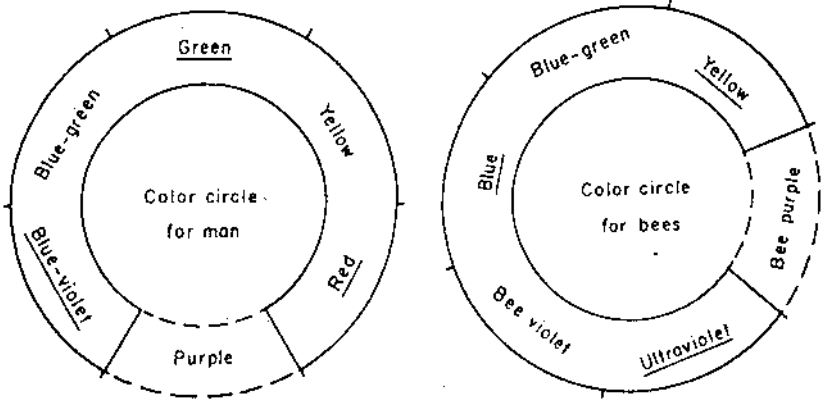 Green
Blue-green
Yellow
Color circle
for man
Blue-violet
Red
Purple
Blue-green
Yellow
Blue
Color circle
for bees
Bee purple
Bee violet
Ultraviolet